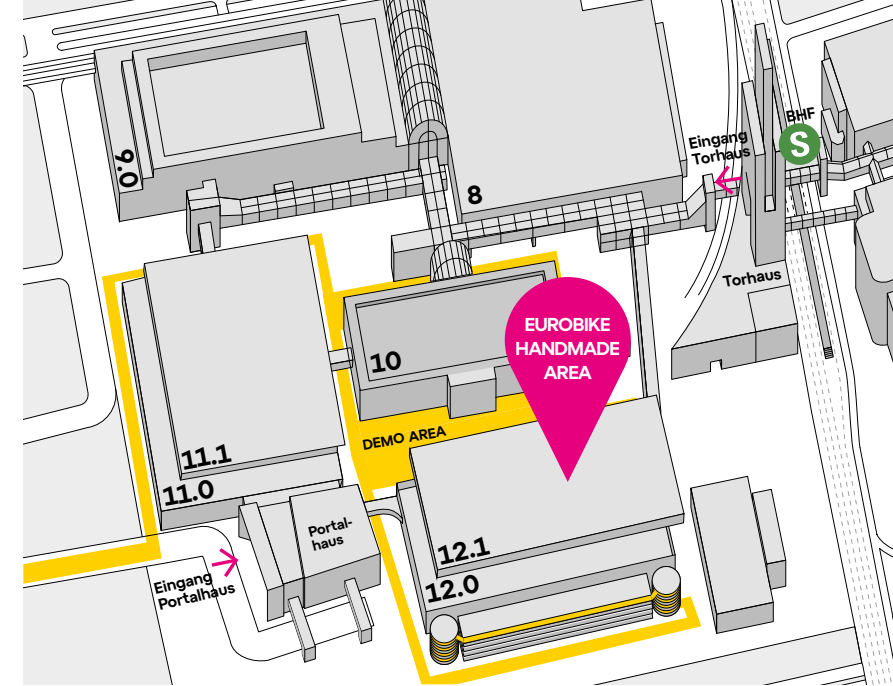 BHF
S
Eingang
Torhaus
9.0
8
Torhaus
EUROBIKE
HANDMADE
AREA
10
DEMO AREA
11.1
11.0
Portal-
haus
12.1
12.0
Eingang
Portalhaus